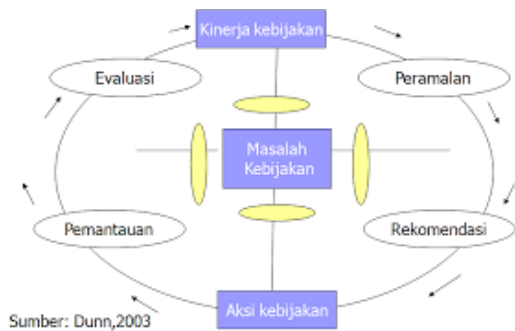 Kinerja kebijakan
Evaluasi
Peramalan
Masalah
Kebijakan
Pemantauan
Rekomendasi
Aksi kebijakan
Sumber: Dunn,2003